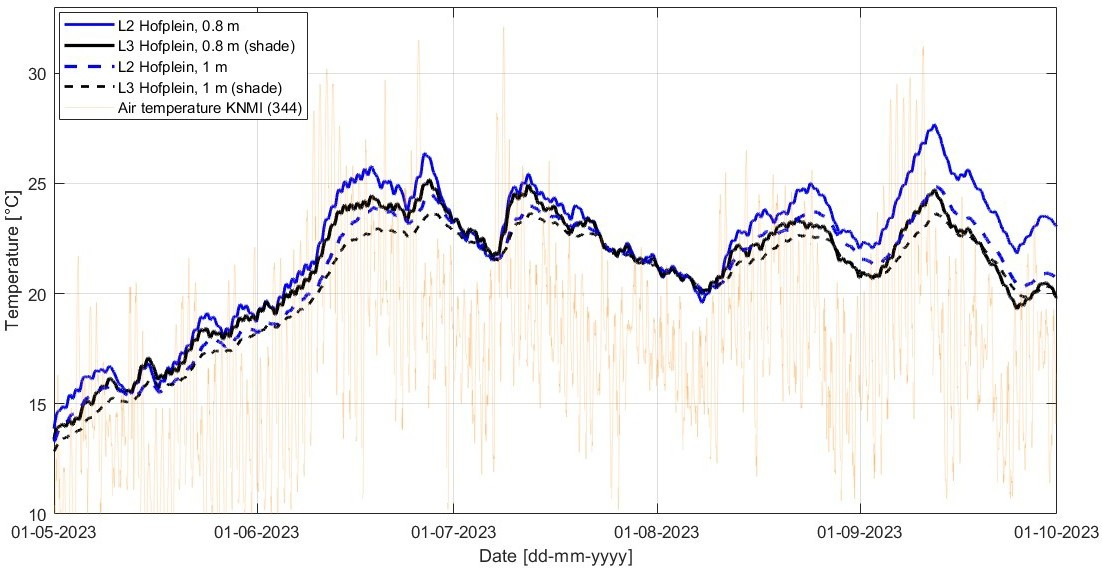 L2 Hofplein, 0.8 m
L3 Hofplein, 0.8 m (shade)
L2 Hofplein, 1 m
L3 Hofplein, 1 m (shade)
Air temperature KNMI (344)
Temperature [°C]
30
25
20
15
10
01-05-2023 01-06-2023 01-07-2023 01-08-2023 01-09-2023 01-10-2023
Date [dd-mm-yyyy]